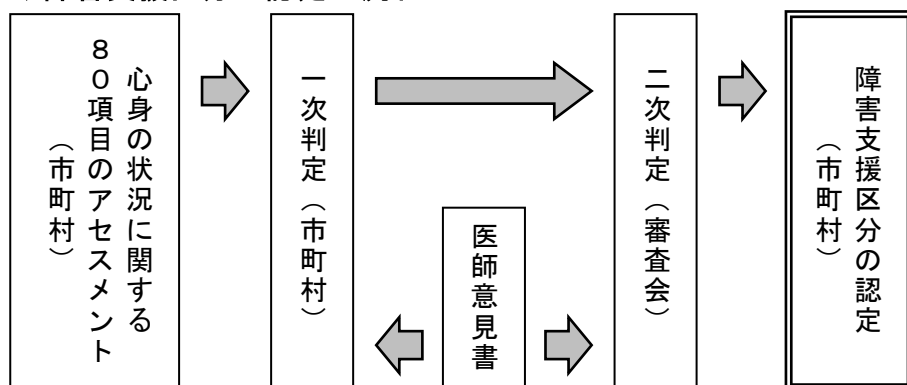 心身の状況に関する
８０項目のアセスメント
（市町村）
一次判定（市町村）
医師意見書
二次判定（審査会）
障害支援区分の認定
（市町村）